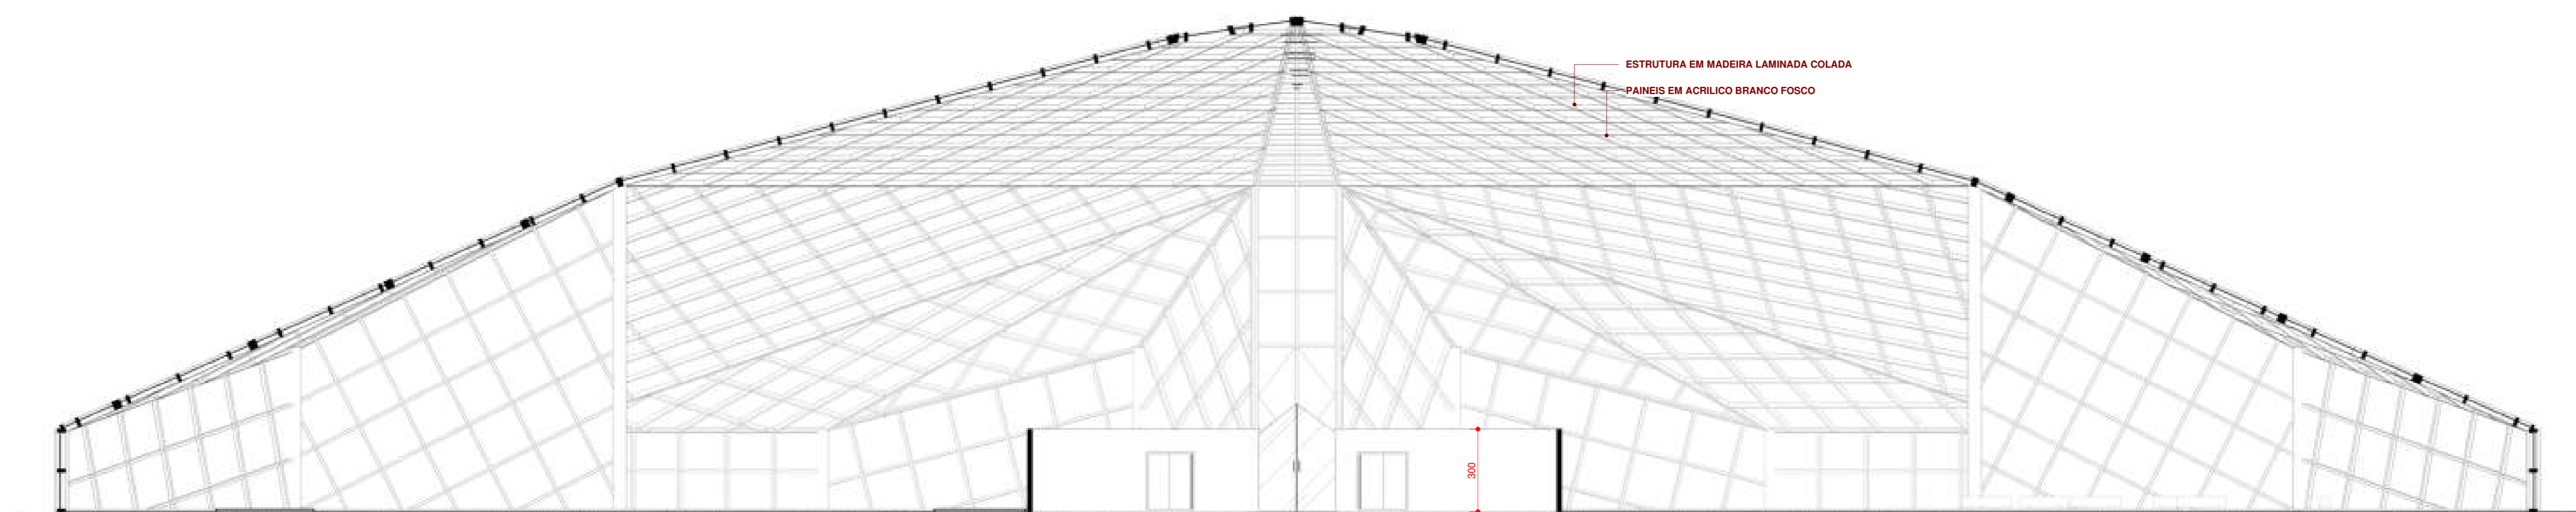 ESTRUTURA EM MADEIRA LAMINADA COLADA
PAINEIS EM ACRILICO BRANCO FOSCO
300